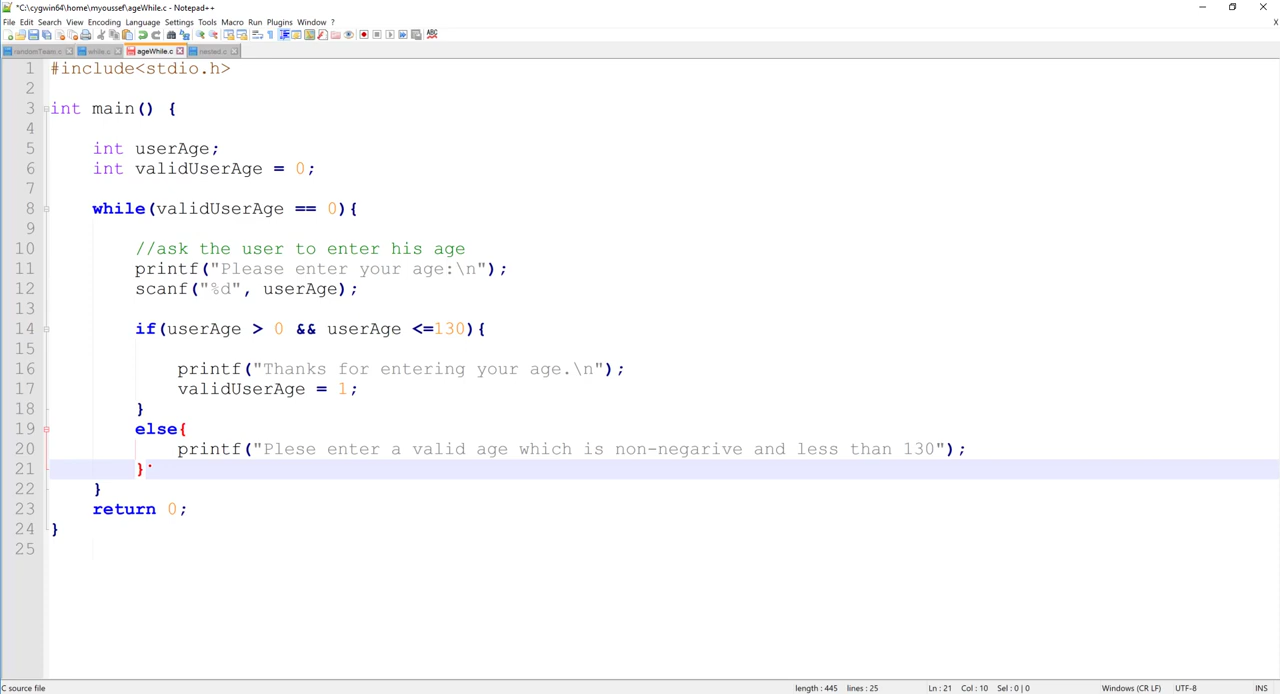 *C:\cygwin64\home\myoussef\ageWhile.c - Notepad++
File Edit Search View Encoding Language Settings Tools Macro Run Plugins Window ?
randomTeam.c while.c ageWhile.c nested.c
1 #include<stdio.h>
2
3 int main() {
4
5 int userAge;
6 int validUserAge = 0;
7
8 while(validUserAge == 0){
9
10 //ask the user to enter his age
11 printf("Please enter your age:\n");
12 scanf("%d", userAge);
13
14 if(userAge > 0 && userAge <=130){
15
16 printf("Thanks for entering your age.\n");
17 validUserAge = 1;
18 }
19 else{
20 printf("Plese enter a valid age which is non-negarive and less than 130");
21 }
22 }
23 return 0;
24 }
25
C source file length : 445 lines : 25 Ln : 21 Col : 10 Sel : 0 | 0 Windows (CR LF) UTF-8 INS